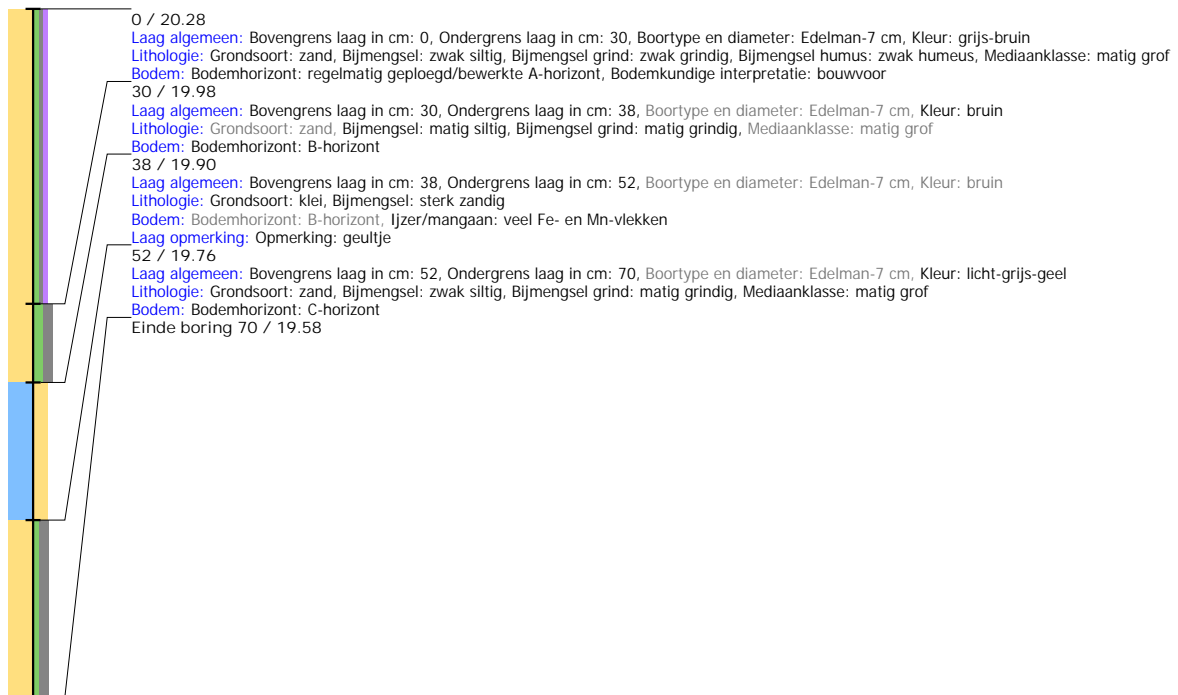 0 / 20.28
Laag algemeen: Bovengrens laag in cm: 0, Ondergrens laag in cm: 30, Boortype en diameter: Edelman-7 cm, Kleur: grijs-bruin
Lithologie: Grondsoort: zand, Bijmengsel: zwak siltig, Bijmengsel grind: zwak grindig, Bijmengsel humus: zwak humeus, Mediaanklasse: matig grof
Bodem: Bodemhorizont: regelmatig geploegd/bewerkte A-horizont, Bodemkundige interpretatie: bouwvoor
30 / 19.98
Laag algemeen: Bovengrens laag in cm: 30, Ondergrens laag in cm: 38, Boortype en diameter: Edelman-7 cm, Kleur: bruin
Lithologie: Grondsoort: zand, Bijmengsel: matig siltig, Bijmengsel grind: matig grindig, Mediaanklasse: matig grof
Bodem: Bodemhorizont: B-horizont
38 / 19.90
Laag algemeen: Bovengrens laag in cm: 38, Ondergrens laag in cm: 52, Boortype en diameter: Edelman-7 cm, Kleur: bruin
Lithologie: Grondsoort: klei, Bijmengsel: sterk zandig
Bodem: Bodemhorizont: B-horizont, Ijzer/mangaan: veel Fe- en Mn-vlekken
Laag opmerking: Opmerking: geultje
52 / 19.76
Laag algemeen: Bovengrens laag in cm: 52, Ondergrens laag in cm: 70, Boortype en diameter: Edelman-7 cm, Kleur: licht-grijs-geel
Lithologie: Grondsoort: zand, Bijmengsel: zwak siltig, Bijmengsel grind: matig grindig, Mediaanklasse: matig grof
Bodem: Bodemhorizont: C-horizont
Einde boring 70 / 19.58